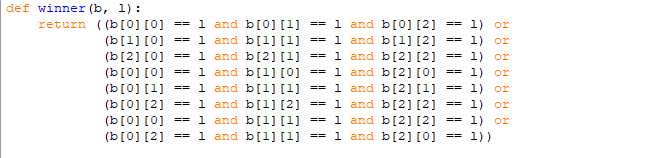 def winner(b, l):
    return ((b[0][0] == l and b[0][1] == l and b[0][2] == l) or
            (b[1][0] == l and b[1][1] == l and b[1][2] == l) or
            (b[2][0] == l and b[2][1] == l and b[2][2] == l) or
            (b[0][0] == l and b[1][0] == l and b[2][0] == l) or
            (b[0][1] == l and b[1][1] == l and b[2][1] == l) or
            (b[0][2] == l and b[1][2] == l and b[2][2] == l) or
            (b[0][0] == l and b[1][1] == l and b[2][2] == l) or
            (b[0][2] == l and b[1][1] == l and b[2][0] == l))